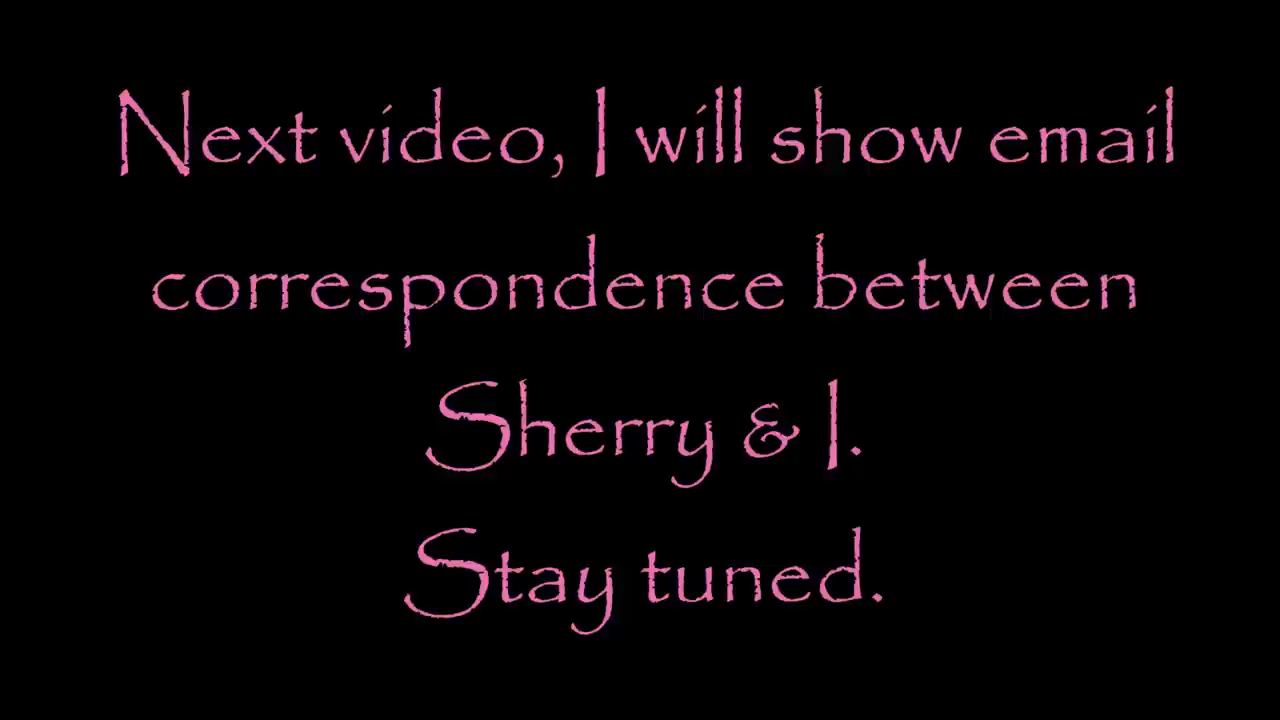 Next video, I will show email
correspondence between
Sherry & I.
Stay tuned.